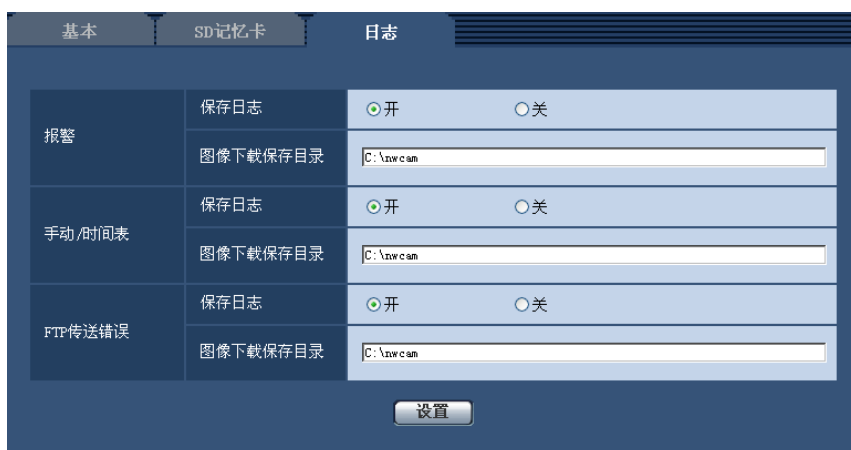 基本 SD记忆卡 日志
保存日志 开 关
报警
图像下载保存目录 C:\nwcam
保存日志 开 关
手动/时间表
图像下载保存目录 C:\nwcam
保存日志 开 关
FTP传送错误
图像下载保存目录 C:\nwcam
设置